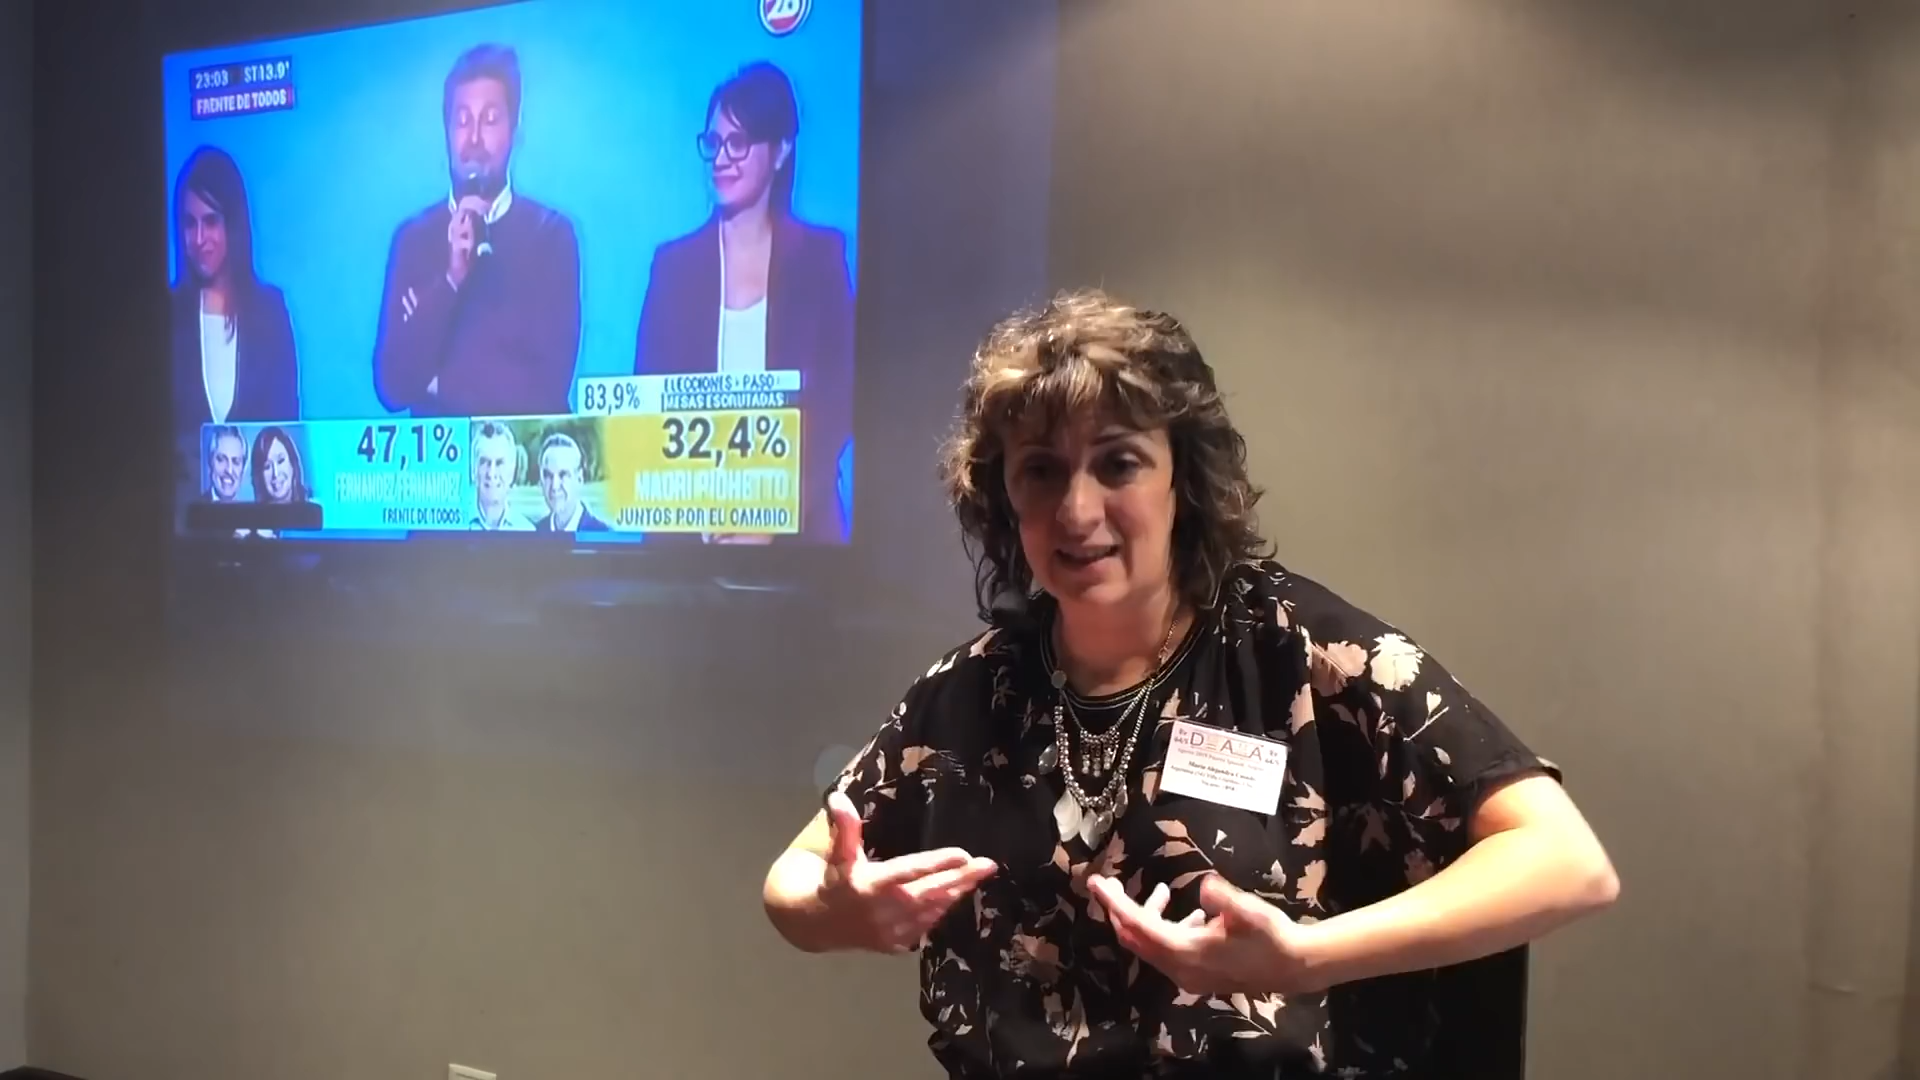 26
23:03 ST13.9°
FRENTE DE TODOS
83,9%
ELECCIONES PASO
MESAS ESCRUTADAS
47,1%
FERNANDEZ/FERNANDEZ
FRENTE DE TODOS
32,4%
MACRI PICHETTO
JUNTOS POR EL CAMBIO